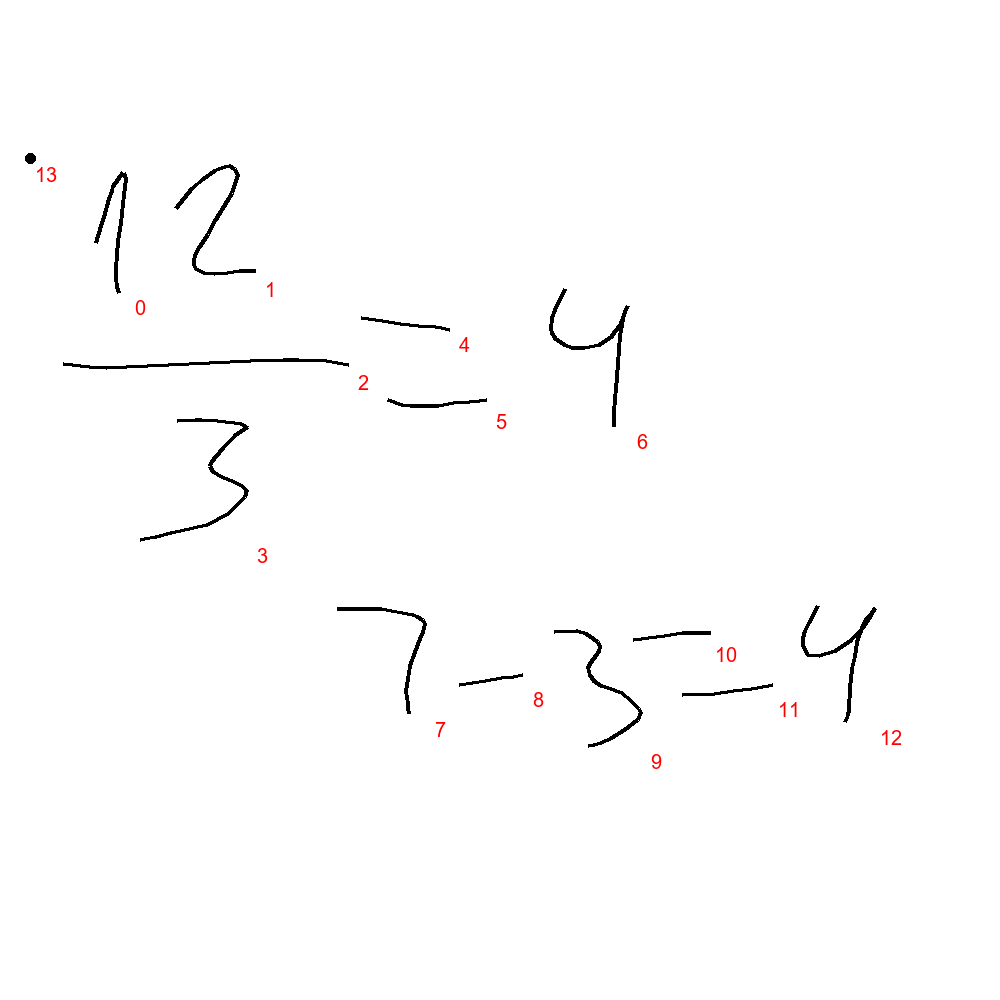 12/3 = 4
7 - 3 = 4